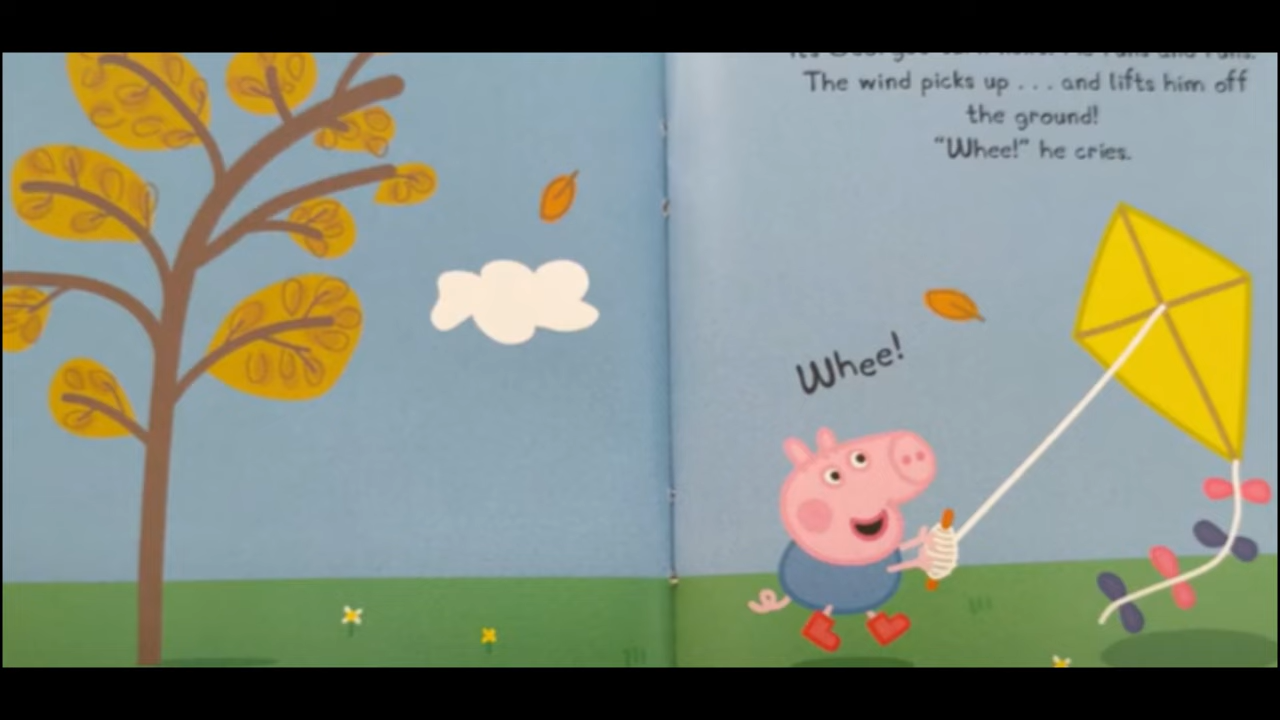 The wind picks up . . . and lifts him off
the ground!
“Whee!” he cries.
Whee!